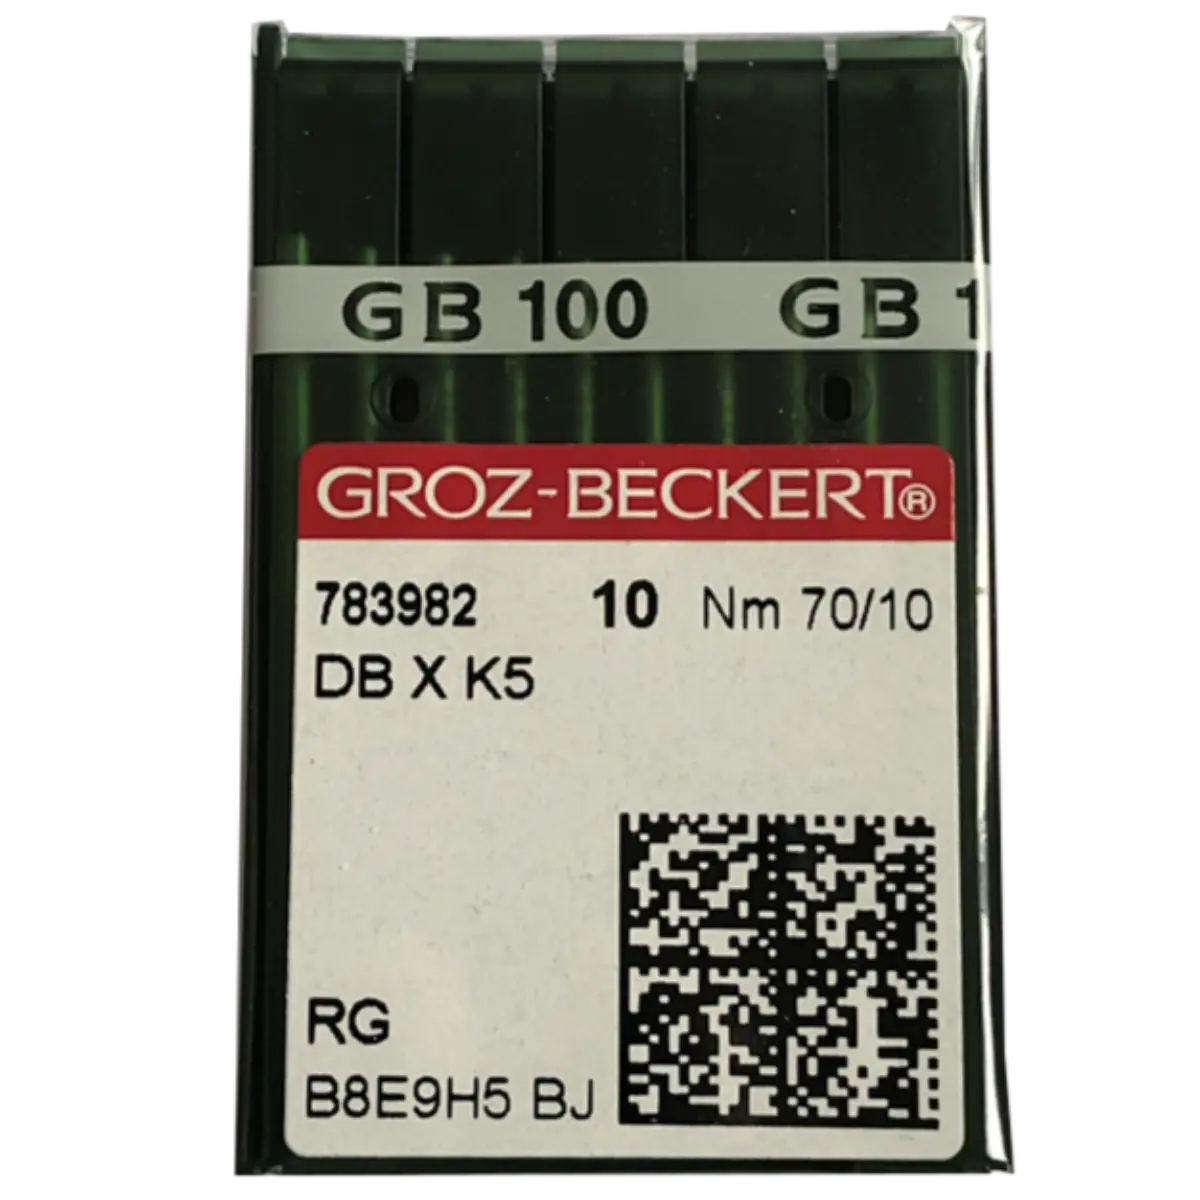 GB 100 GB 1
GROZ-BECKERT®
783982 10 Nm 70/10
DB X K5
RG
B8E9H5 BJ